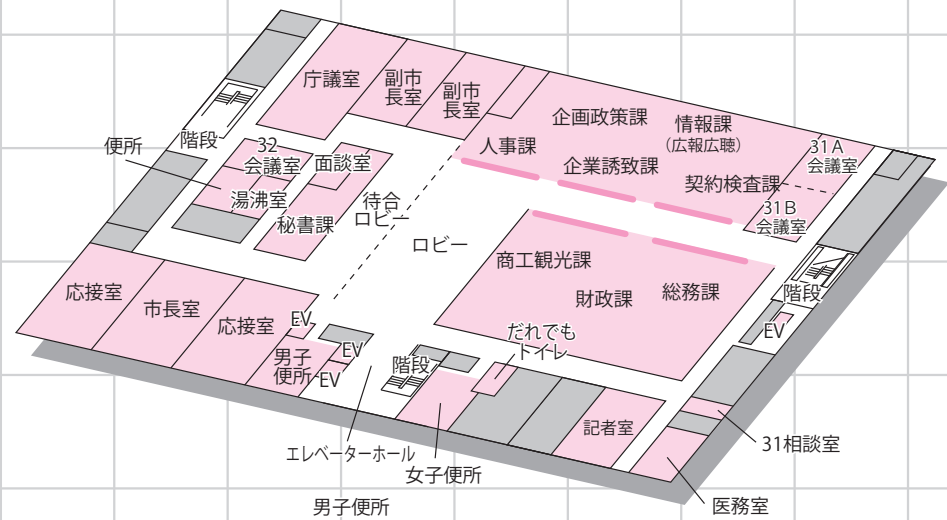 庁議室
副市
長室
副市
長室
企画政策課
情報課
(広報広聴)
人事課
企業誘致課
契約検査課
31A
会議室
31B
会議室
階段
便所
32
会議室
面談室
湯沸室
秘書課
待合
ロビー
ロビー
商工観光課
財政課
総務課
階段
EV
応接室
市長室
応接室
EV
男子
便所
EV
EV
階段
だれでも
トイレ
記者室
エレベーターホール
女子便所
男子便所
31相談室
医務室